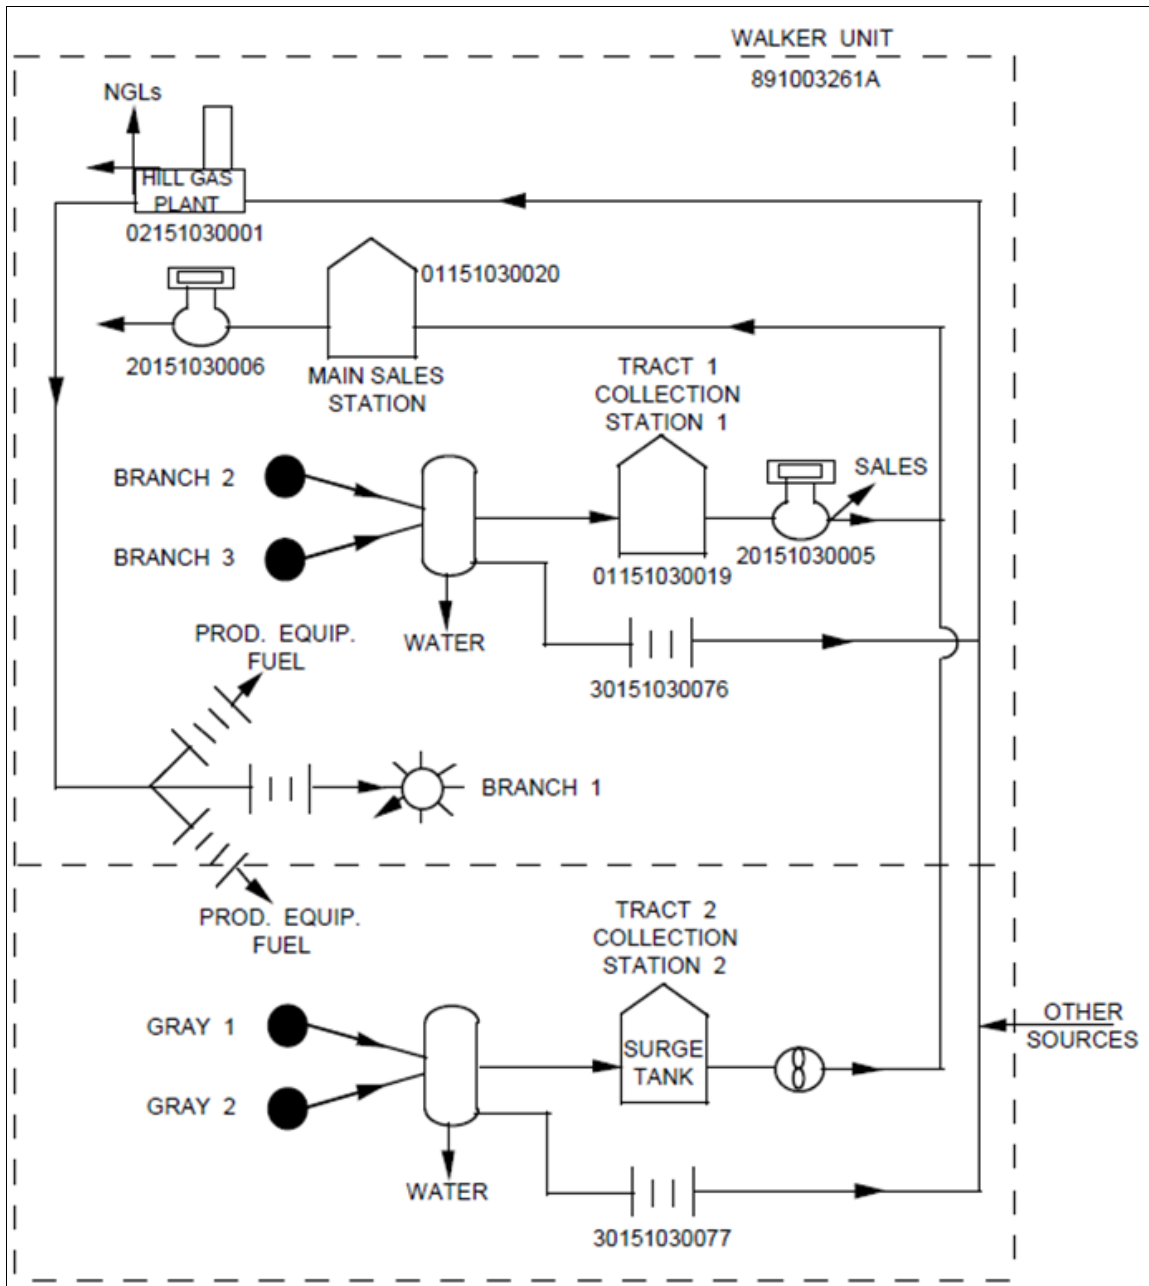 WALKER UNIT
891003261A
NGLs
HILL GAS
PLANT
02151030001
01151030020
20151030006
MAIN SALES
STATION
TRACT 1
COLLECTION
STATION 1
BRANCH 2
SALES
BRANCH 3
20151030005
01151030019
WATER
PROD. EQUIP.
FUEL
30151030076
BRANCH 1
PROD. EQUIP.
FUEL
TRACT 2
COLLECTION
STATION 2
GRAY 1
SURGE
TANK
OTHER
SOURCES
GRAY 2
WATER
30151030077